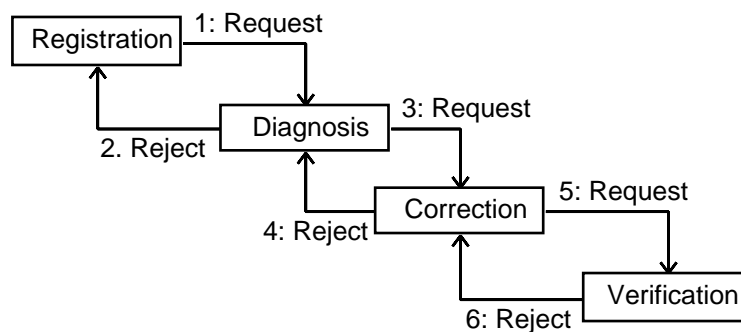 1: Request
Registration
3: Request
Diagnosis
2. Reject
5: Request
Correction
4: Reject
Verification
6: Reject